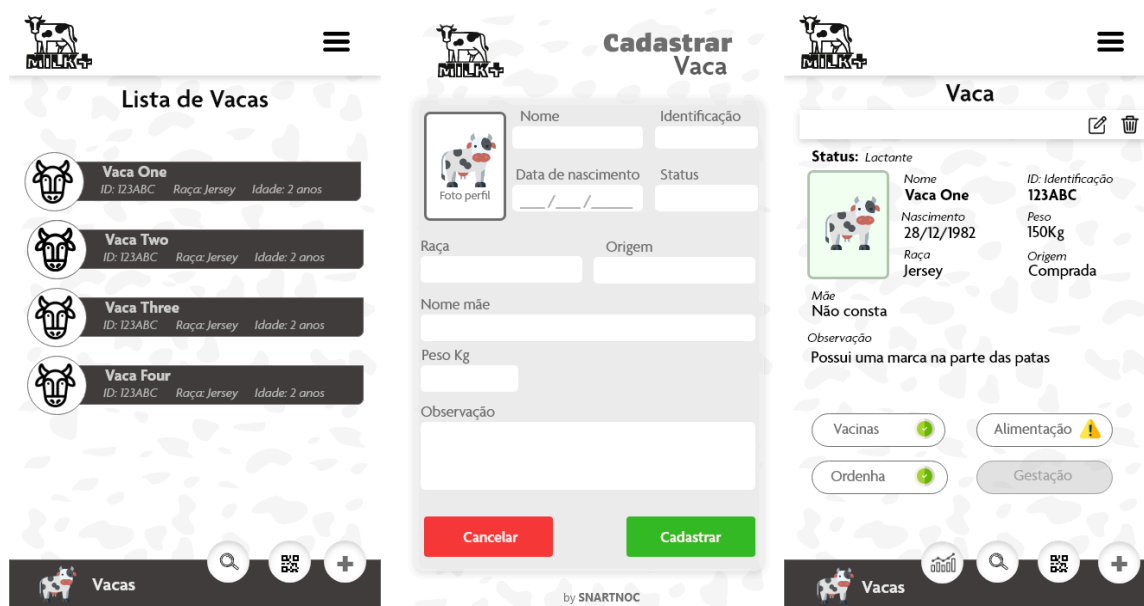 MILK+
Lista de Vacas
Vaca One
ID: 123ABC Raça: Jersey Idade: 2 anos
Vaca Two
ID: 123ABC Raça: Jersey Idade: 2 anos
Vaca Three
ID: 123ABC Raça: Jersey Idade: 2 anos
Vaca Four
ID: 123ABC Raça: Jersey Idade: 2 anos
Vacas
MILK+
Cadastrar
Vaca
Nome Identificação
Foto perfil
Data de nascimento Status
___/___/_____
Raça Origem
Nome mãe
Peso Kg
Observação
Cancelar Cadastrar
by SNARTNOC
MILK+
Vaca
Status: Lactante
Nome ID: Identificação
Vaca One 123ABC
Nascimento Peso
28/12/1982 150Kg
Raça Origem
Jersey Comprada
Mãe
Não consta
Observação
Possui uma marca na parte das patas
Vacinas Alimentação
Ordenha Gestação
Vacas